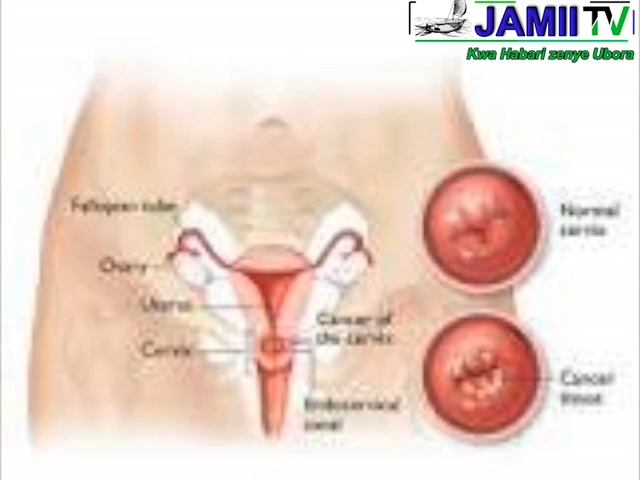 JAMII TV
Kwa Habari zenye Ubora
Fallopian tube
Normal
cervix
Ovary
Uterus
Cancer of
the cervix
Cervix
Cancer
tissue
Endocervical
canal